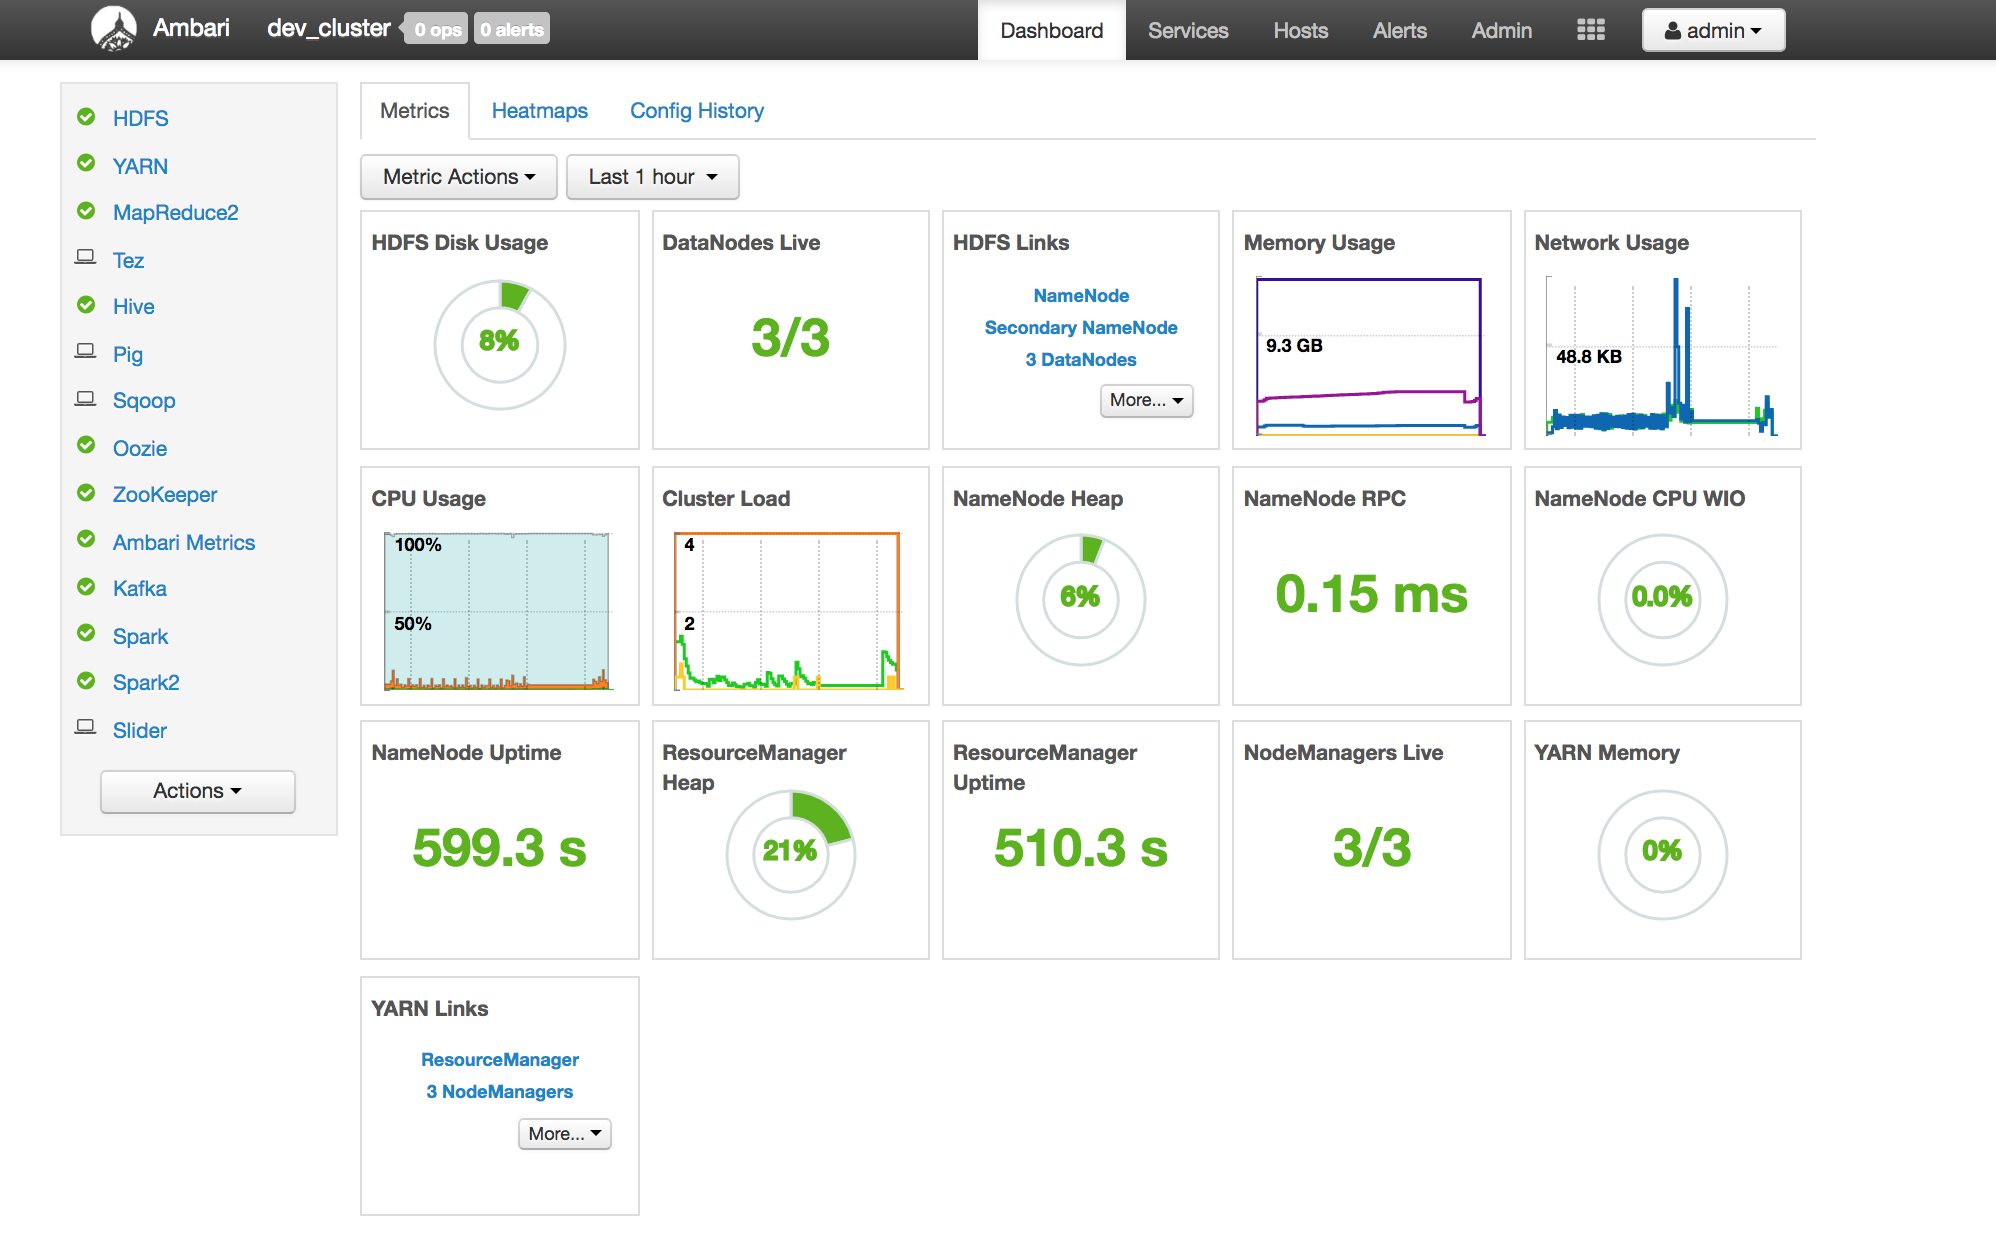 Ambari dev_cluster 0 ops 0 alerts Dashboard Services Hosts Alerts Admin admin
HDFS
YARN
MapReduce2
Tez
Hive
Pig
Sqoop
Oozie
ZooKeeper
Ambari Metrics
Kafka
Spark
Spark2
Slider
Actions
Metrics Heatmaps Config History
Metric Actions Last 1 hour
HDFS Disk Usage
8%
DataNodes Live
3/3
HDFS Links
NameNode
Secondary NameNode
3 DataNodes
More...
Memory Usage
9.3 GB
Network Usage
48.8 KB
CPU Usage
100%
50%
Cluster Load
4
2
NameNode Heap
6%
NameNode RPC
0.15 ms
NameNode CPU WIO
0.0%
NameNode Uptime
599.3 s
ResourceManager
Heap
21%
ResourceManager
Uptime
510.3 s
NodeManagers Live
3/3
YARN Memory
0%
YARN Links
ResourceManager
3 NodeManagers
More...